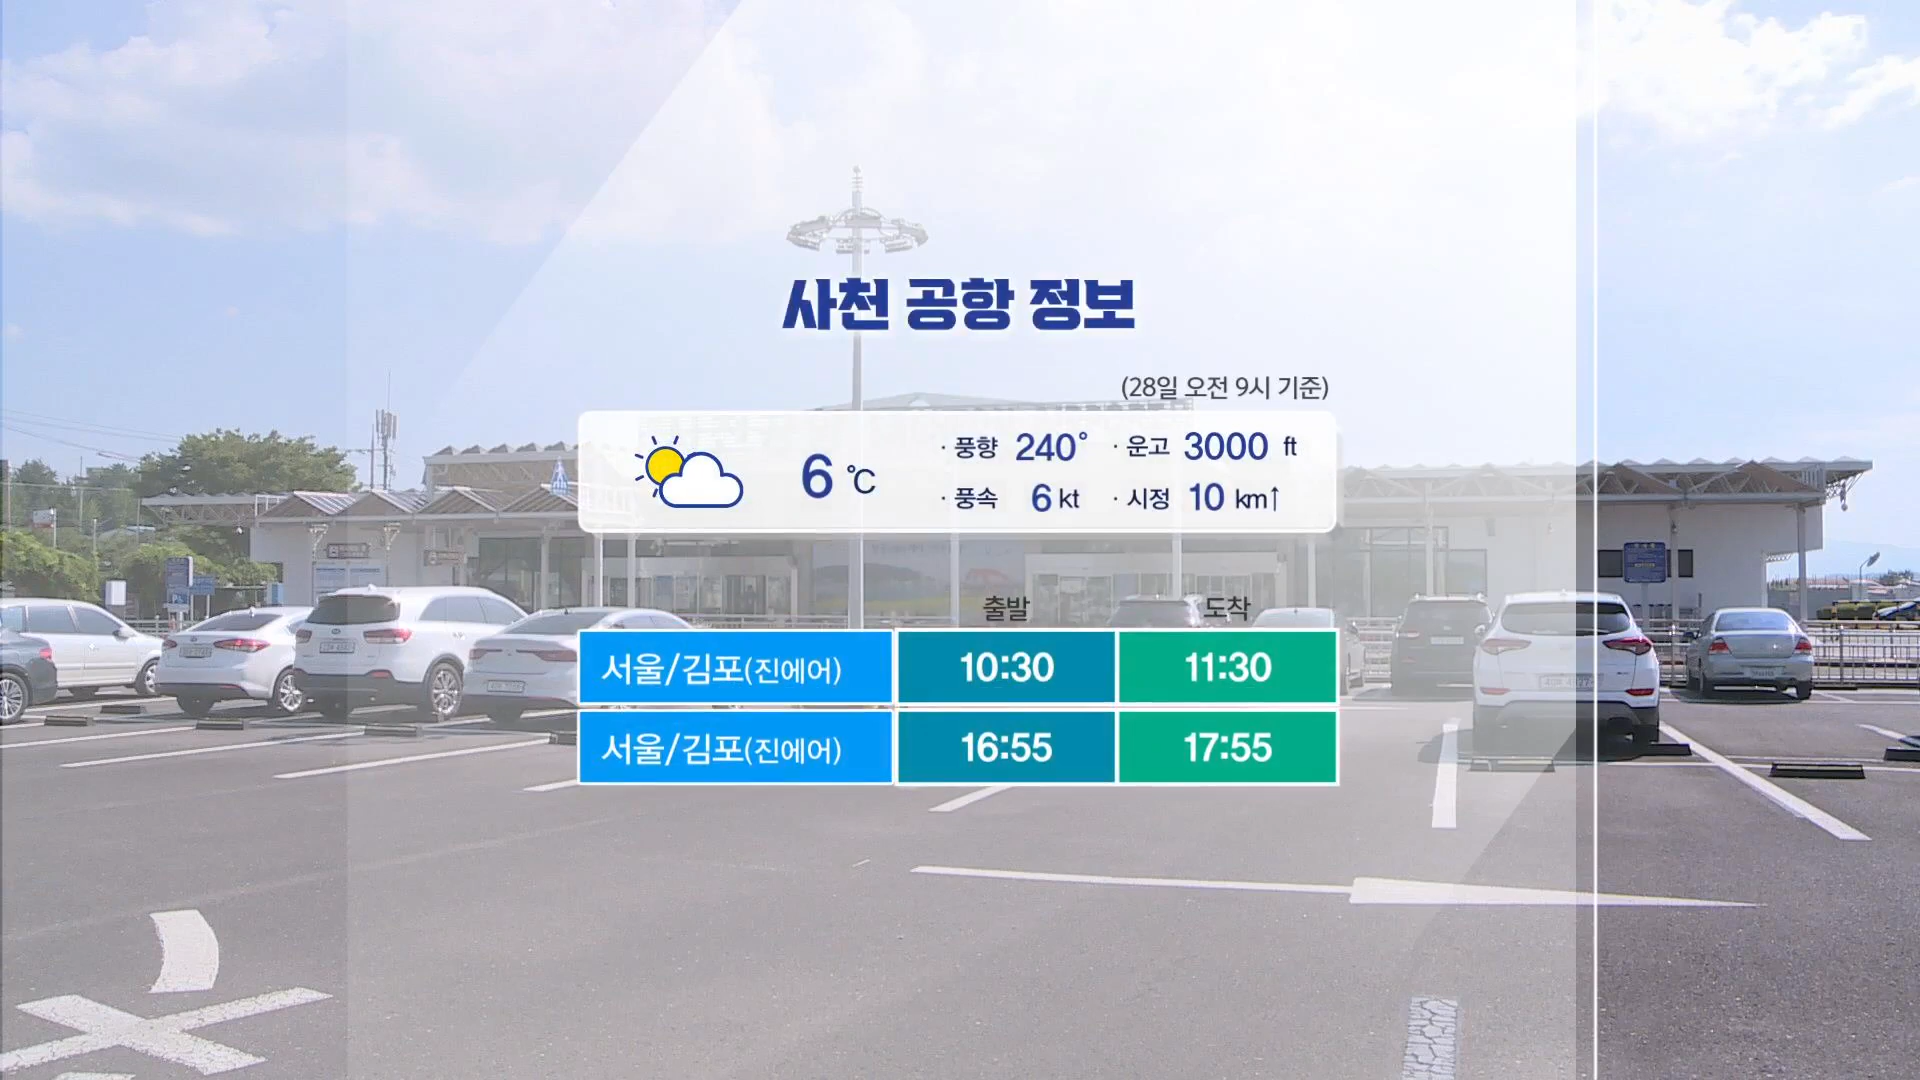 사천 공항 정보
(28일 오전 9시 기준)
6 ℃
· 풍향 240° · 운고 3000 ft
· 풍속 6 kt · 시정 10 km↑
출발 도착
서울/김포(진에어) 10:30 11:30
서울/김포(진에어) 16:55 17:55